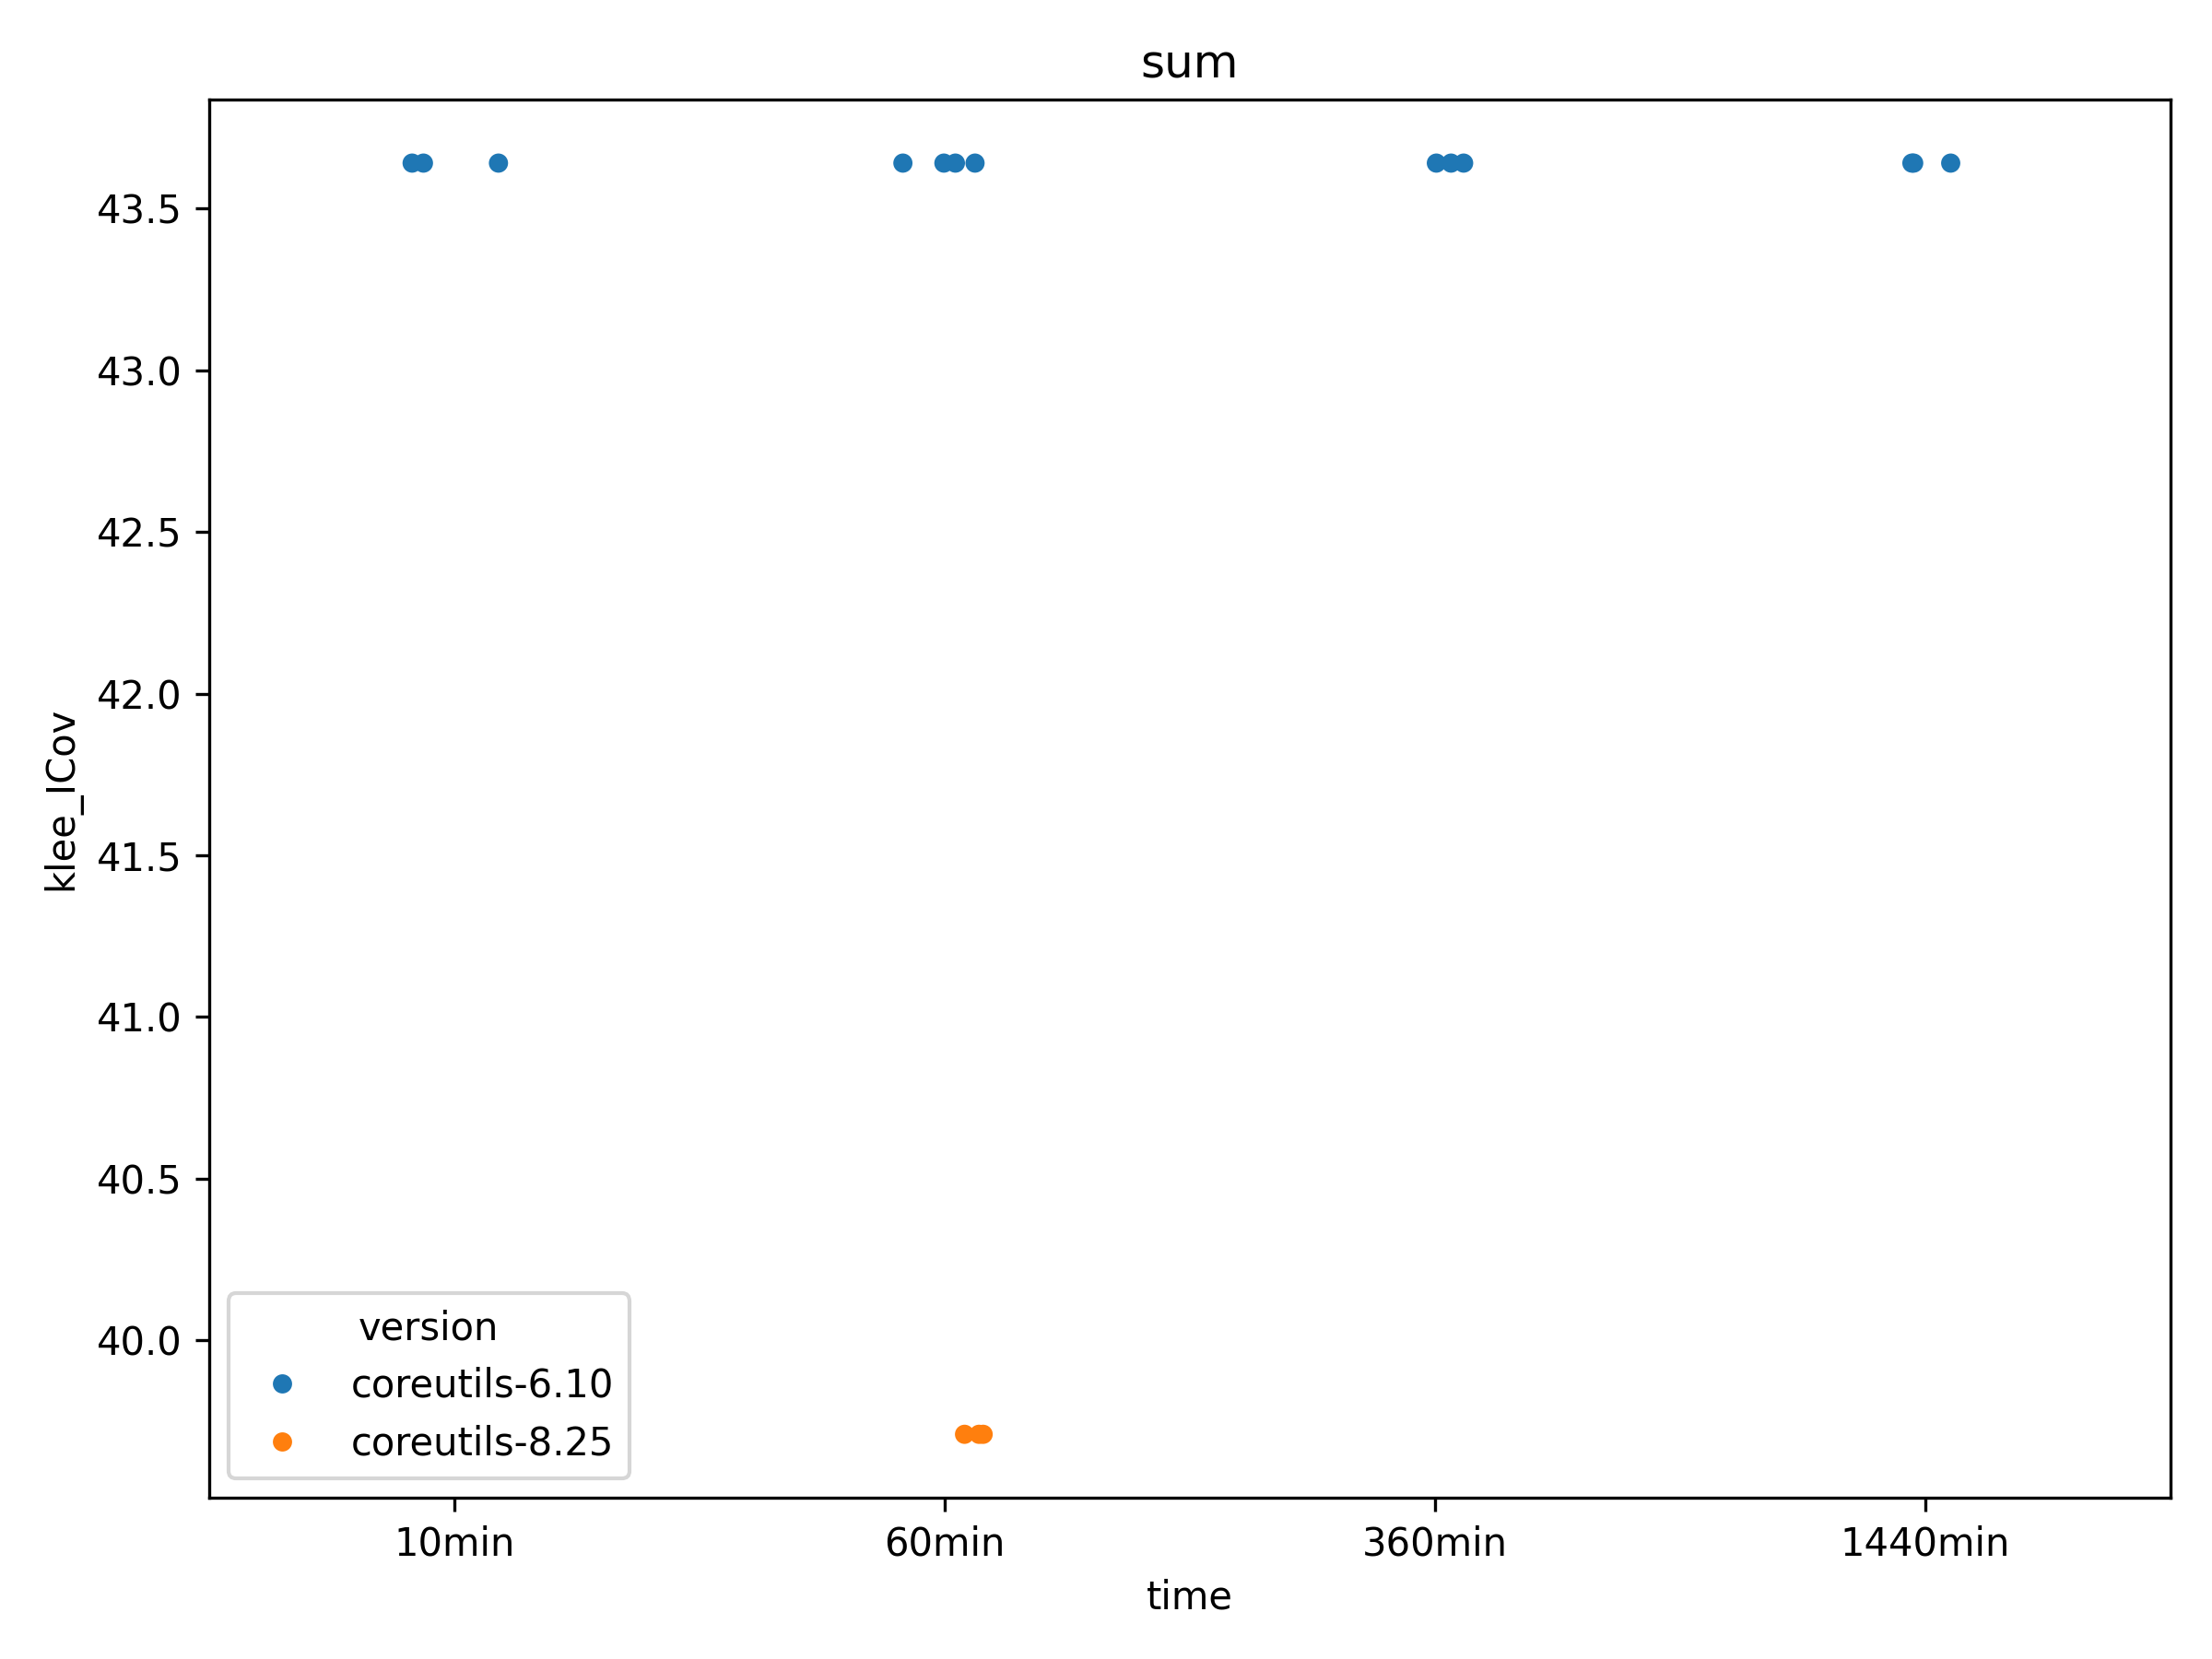 sum
43.5
43.0
42.5
42.0
41.5
41.0
40.5
40.0
klee_ICov
version
coreutils-6.10
coreutils-8.25
10min 60min 360min 1440min
time